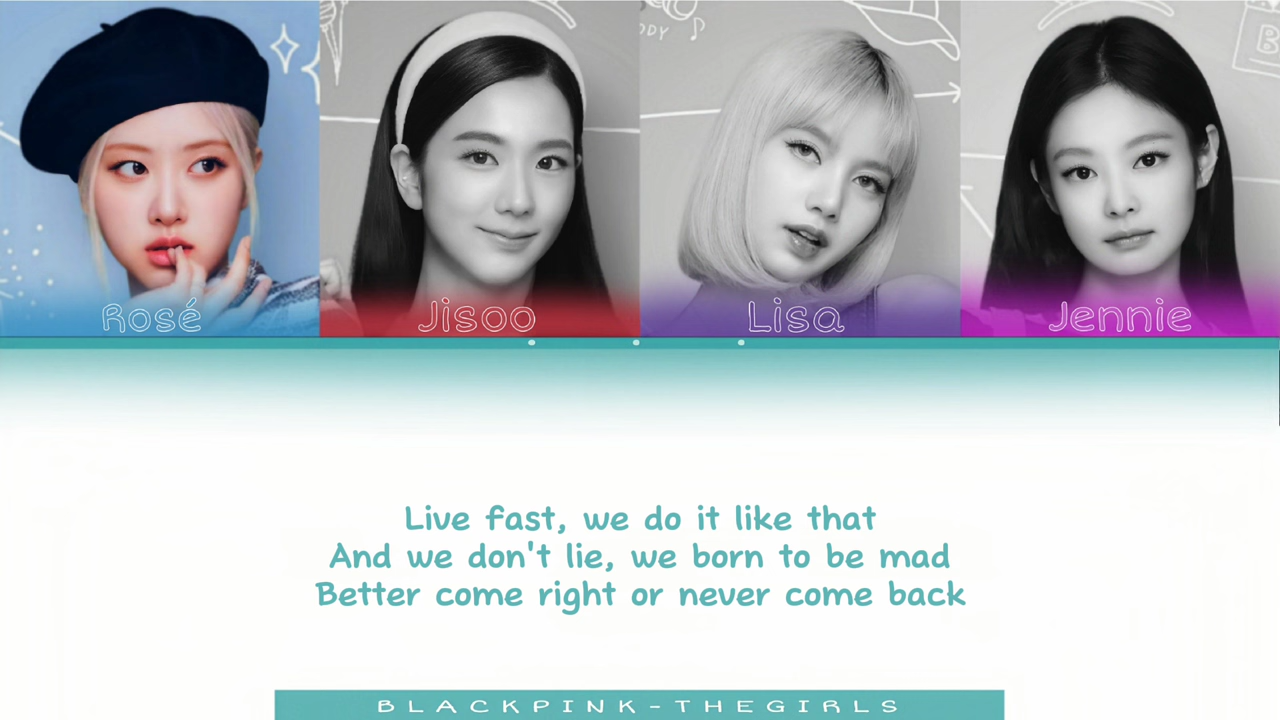 ODY
B
Rosé
Jisoo
Lisa
Jennie
Live fast, we do it like that
And we don't lie, we born to be mad
Better come right or never come back
BLACKPINK-THEGIRLS